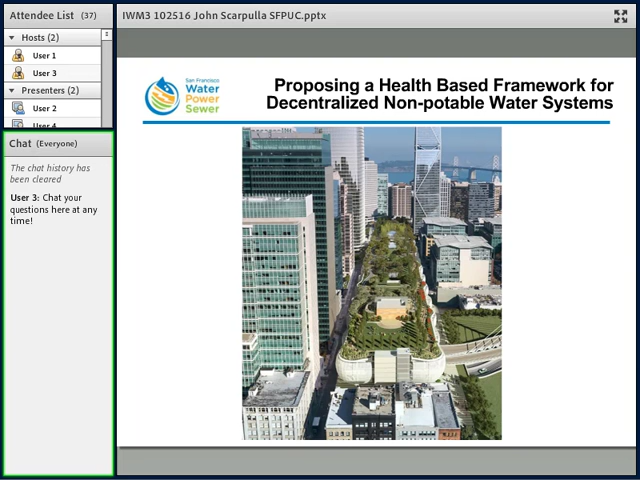 Attendee List (37)
Hosts (2)
User 1
User 3
Presenters (2)
User 2
User 4
Chat (Everyone)
The chat history has
been cleared
User 3: Chat your
questions here at any
time!
IWM3 102516 John Scarpulla SFPUC.pptx
San Francisco
Water
Power
Sewer
Proposing a Health Based Framework for
Decentralized Non-potable Water Systems